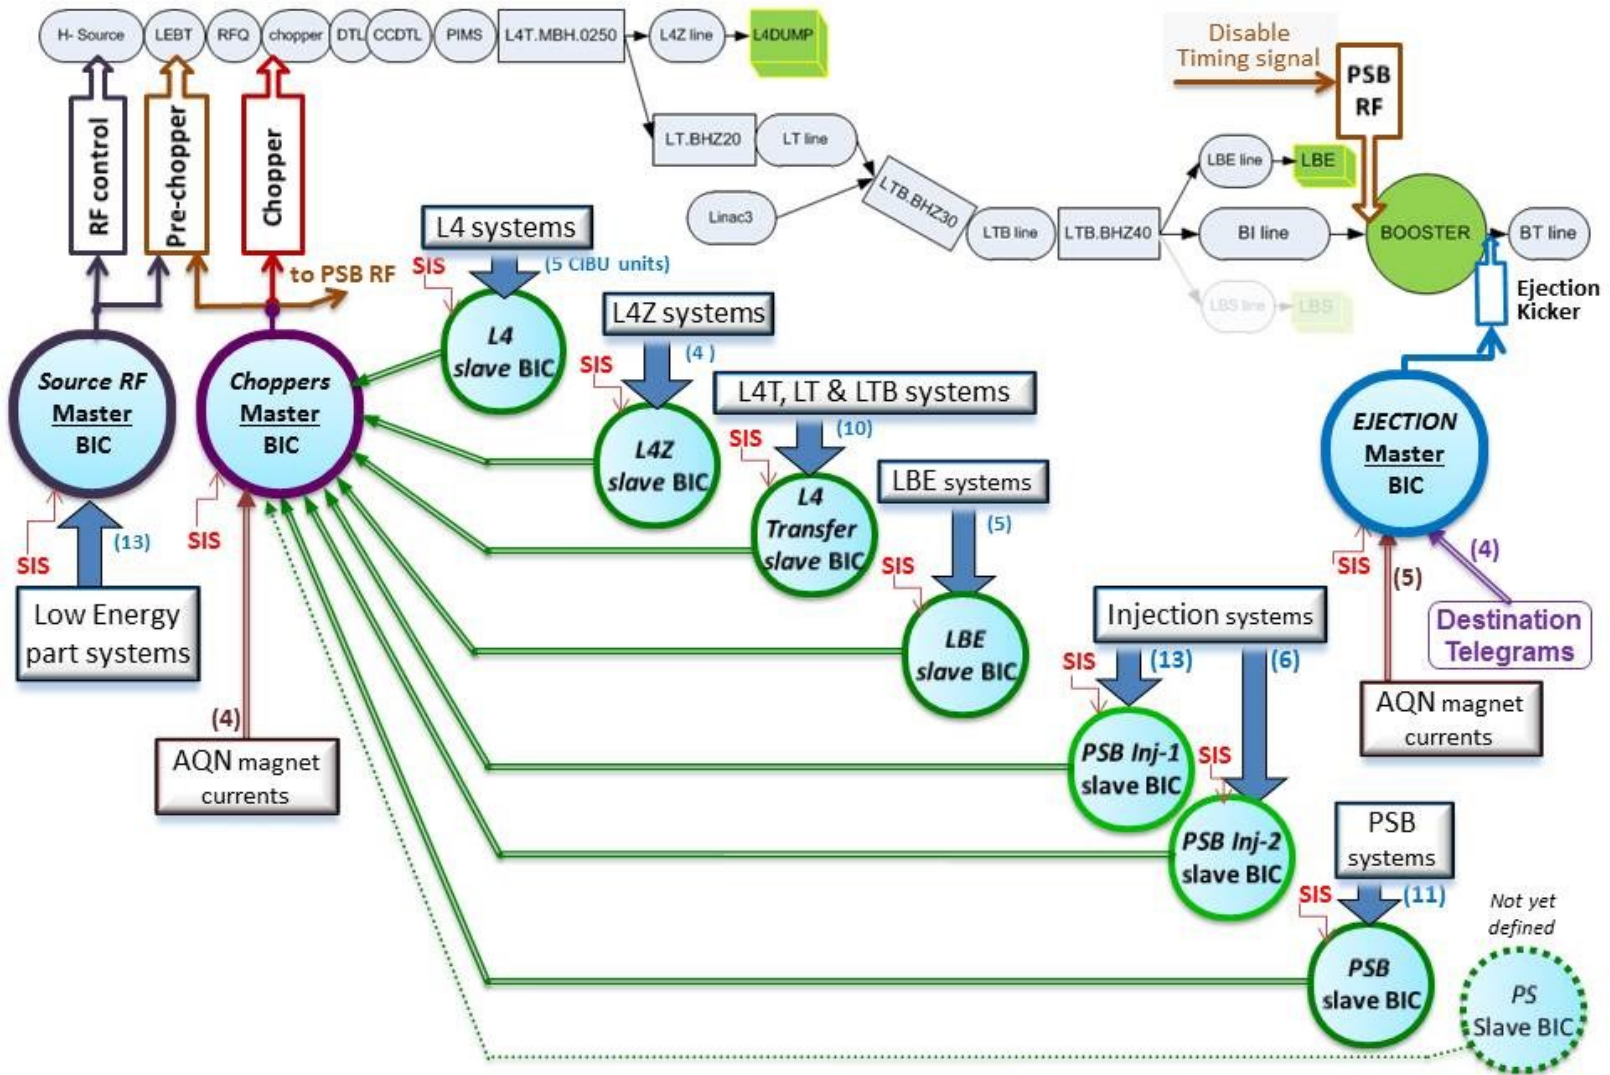 H- Source
LEBT
RFQ
chopper
DTL
CCDTL
PIMS
L4T.MBH.0250
L4Z line
L4DUMP
Disable
Timing signal
PSB
RF
LT.BHZ20
LT line
Linac3
LTB.BHZ30
LTB line
LTB.BHZ40
LBE line
LBE
BI line
BOOSTER
BT line
LBS line
LBS
Ejection
Kicker
RF control
Pre-chopper
Chopper
to PSB RF
Source RF
Master
BIC
SIS
(13)
Low Energy
part systems
Choppers
Master
BIC
SIS
(4)
AQN magnet
currents
L4 systems
SIS
(5 CIBU units)
L4
slave BIC
L4Z systems
SIS
(4 )
L4Z
slave BIC
L4T, LT & LTB systems
SIS
(10)
L4
Transfer
slave BIC
LBE systems
SIS
(5)
LBE
slave BIC
Injection systems
SIS
(13)
(6)
PSB Inj-1
slave BIC
SIS
PSB Inj-2
slave BIC
PSB
systems
SIS
(11)
PSB
slave BIC
Not yet
defined
PS
Slave BIC
EJECTION
Master
BIC
SIS
(5)
(4)
Destination
Telegrams
AQN magnet
currents